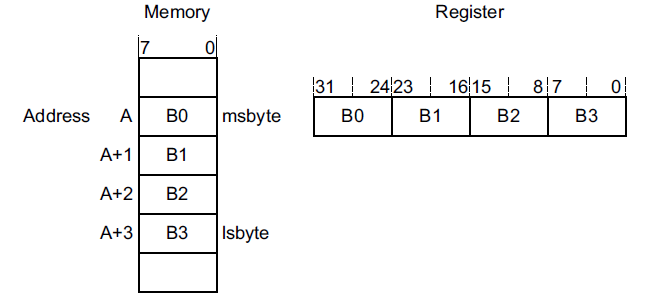 Memory Register
7 0
31 24 23 16 15 8 7 0
Address A B0 msbyte B0 B1 B2 B3
A+1 B1
A+2 B2
A+3 B3 lsbyte